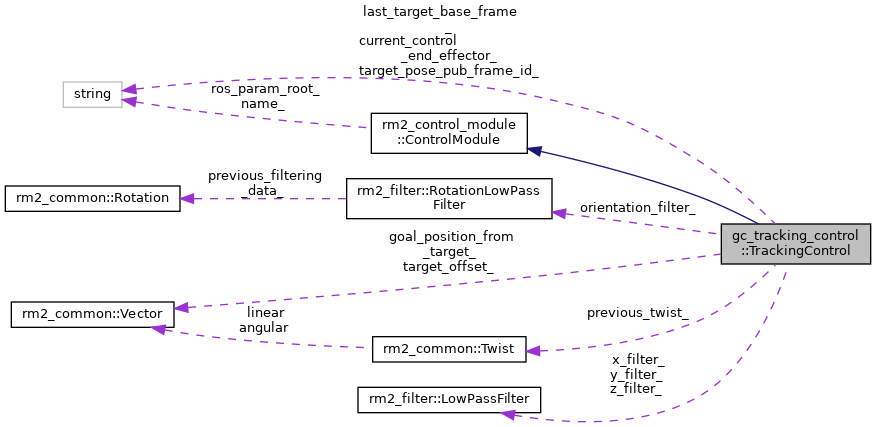 last_target_base_frame
_
current_control
_end_effector_
target_pose_pub_frame_id_
string
ros_param_root_
name_
rm2_control_module
::ControlModule
previous_filtering
_data_
rm2_common::Rotation
rm2_filter::RotationLowPass
Filter
orientation_filter_
gc_tracking_control
::TrackingControl
goal_position_from
_target_
target_offset_
rm2_common::Vector
linear
angular
previous_twist_
rm2_common::Twist
x_filter_
y_filter_
z_filter_
rm2_filter::LowPassFilter